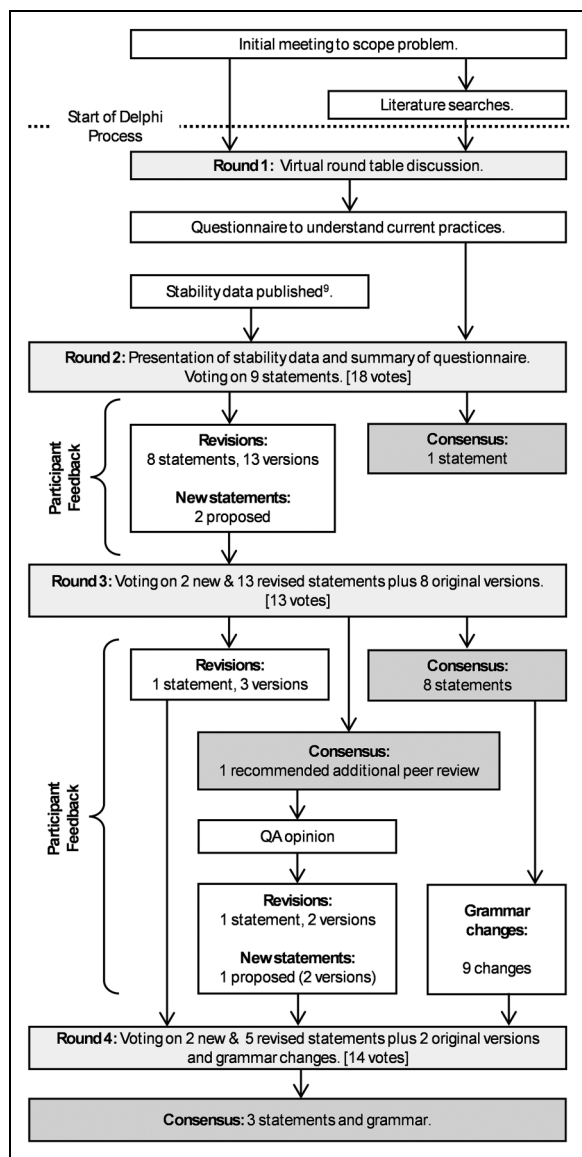 Initial meeting to scope problem.
Literature searches.
Start of Delphi
Process
Round 1: Virtual round table discussion.
Questionnaire to understand current practices.
Stability data published⁹.
Round 2: Presentation of stability data and summary of questionnaire.
Voting on 9 statements. [18 votes]
Participant
Feedback
Revisions:
8 statements, 13 versions
New statements:
2 proposed
Consensus:
1 statement
Round 3: Voting on 2 new & 13 revised statements plus 8 original versions.
[13 votes]
Participant
Feedback
Revisions:
1 statement, 3 versions
Consensus:
8 statements
Consensus:
1 recommended additional peer review
QA opinion
Revisions:
1 statement, 2 versions
New statements:
1 proposed (2 versions)
Grammar
changes:
9 changes
Round 4: Voting on 2 new & 5 revised statements plus 2 original versions
and grammar changes. [14 votes]
Consensus: 3 statements and grammar.